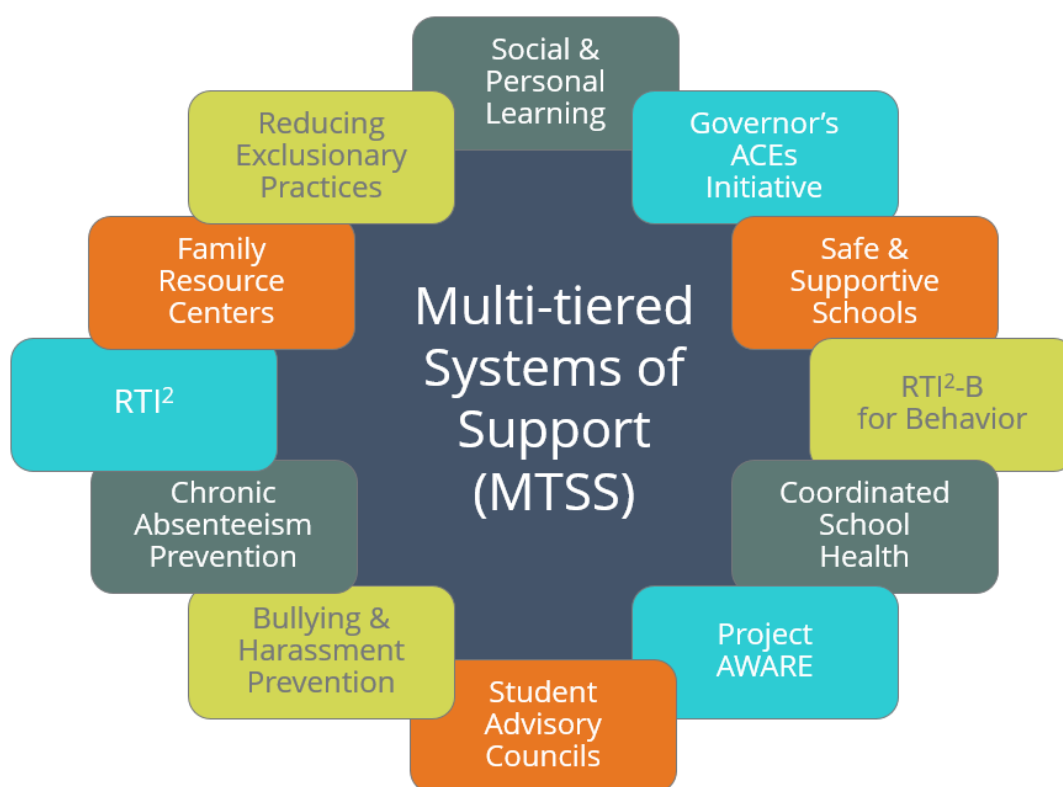 Social &
Personal
Learning
Governor's
ACEs
Initiative
Safe &
Supportive
Schools
RTI²-B
for Behavior
Coordinated
School
Health
Project
AWARE
Student
Advisory
Councils
Bullying &
Harassment
Prevention
Chronic
Absenteeism
Prevention
RTI²
Family
Resource
Centers
Reducing
Exclusionary
Practices
Multi-tiered
Systems of
Support
(MTSS)